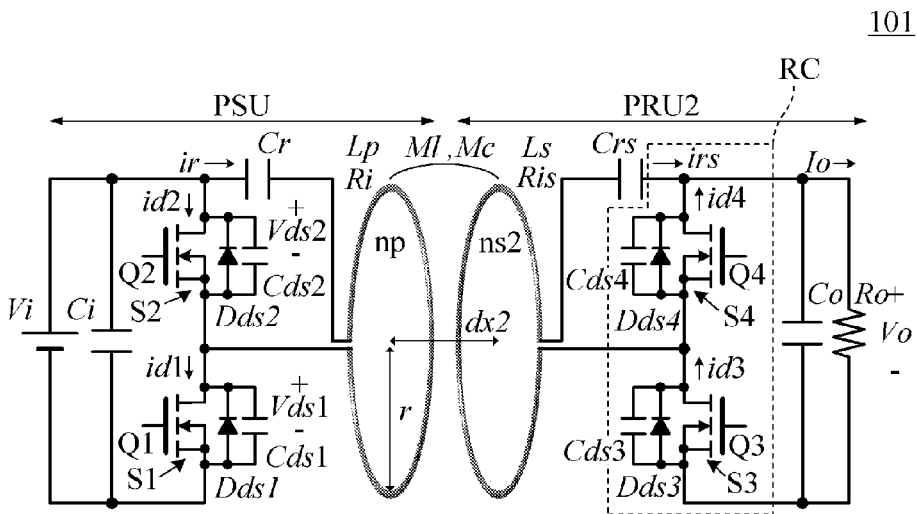 101
RC
PSU
PRU2
ir →
Cr
Lp
Ri
Ml ,Mc
Ls
Ris
Crs
→ irs
Io→
id2↓
+
Vds2
-
Cds2
Q2
S2
Dds2
np
ns2
↑id4
Cds4
Q4
S4
Dds4
Vi
Ci
Co
Ro
+
Vo
-
dx2
id1↓
+
Vds1
-
Cds1
Q1
S1
Dds1
r
↑id3
Cds3
Q3
S3
Dds3